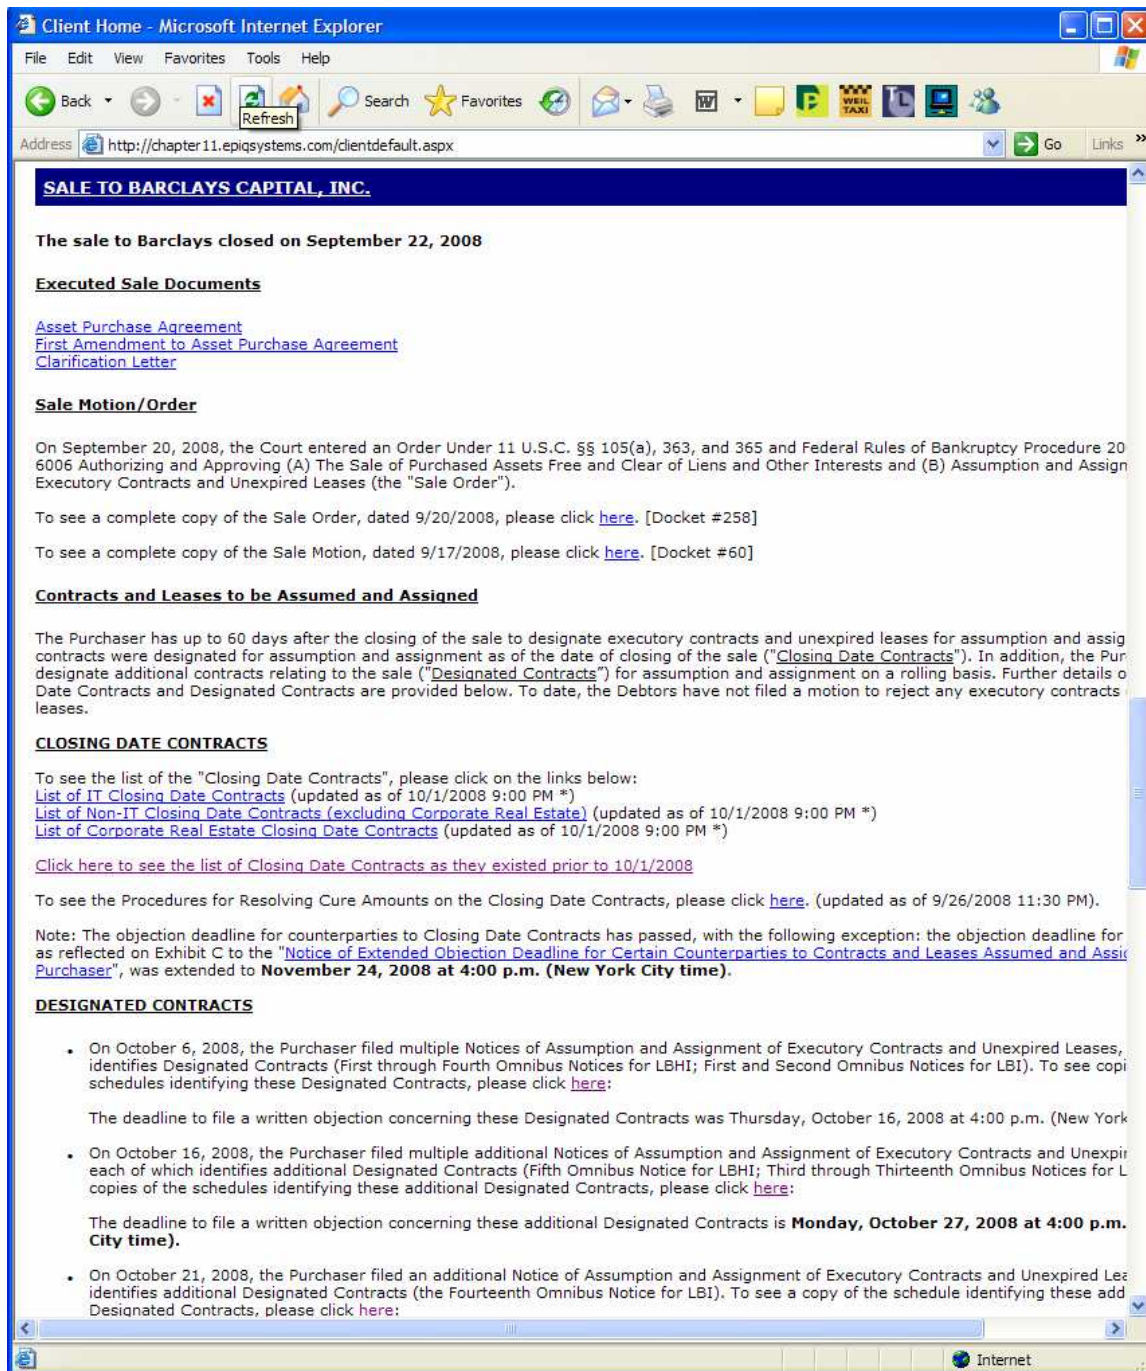 Client Home - Microsoft Internet Explorer
File Edit View Favorites Tools Help
Back Search Favorites
WEIL TAXI
Refresh
Address http://chapter11.epiqsystems.com/clientdefault.aspx Go Links »
SALE TO BARCLAYS CAPITAL, INC.
The sale to Barclays closed on September 22, 2008
Executed Sale Documents
Asset Purchase Agreement
First Amendment to Asset Purchase Agreement
Clarification Letter
Sale Motion/Order
On September 20, 2008, the Court entered an Order Under 11 U.S.C. §§ 105(a), 363, and 365 and Federal Rules of Bankruptcy Procedure 20
6006 Authorizing and Approving (A) The Sale of Purchased Assets Free and Clear of Liens and Other Interests and (B) Assumption and Assign
Executory Contracts and Unexpired Leases (the "Sale Order").
To see a complete copy of the Sale Order, dated 9/20/2008, please click here. [Docket #258]
To see a complete copy of the Sale Motion, dated 9/17/2008, please click here. [Docket #60]
Contracts and Leases to be Assumed and Assigned
The Purchaser has up to 60 days after the closing of the sale to designate executory contracts and unexpired leases for assumption and assig
contracts were designated for assumption and assignment as of the date of closing of the sale ("Closing Date Contracts"). In addition, the Pur
designate additional contracts relating to the sale ("Designated Contracts") for assumption and assignment on a rolling basis. Further details o
Date Contracts and Designated Contracts are provided below. To date, the Debtors have not filed a motion to reject any executory contracts
leases.
CLOSING DATE CONTRACTS
To see the list of the "Closing Date Contracts", please click on the links below:
List of IT Closing Date Contracts (updated as of 10/1/2008 9:00 PM *)
List of Non-IT Closing Date Contracts (excluding Corporate Real Estate) (updated as of 10/1/2008 9:00 PM *)
List of Corporate Real Estate Closing Date Contracts (updated as of 10/1/2008 9:00 PM *)
Click here to see the list of Closing Date Contracts as they existed prior to 10/1/2008
To see the Procedures for Resolving Cure Amounts on the Closing Date Contracts, please click here. (updated as of 9/26/2008 11:30 PM).
Note: The objection deadline for counterparties to Closing Date Contracts has passed, with the following exception: the objection deadline for
as reflected on Exhibit C to the "Notice of Extended Objection Deadline for Certain Counterparties to Contracts and Leases Assumed and Assig
Purchaser", was extended to November 24, 2008 at 4:00 p.m. (New York City time).
DESIGNATED CONTRACTS
• On October 6, 2008, the Purchaser filed multiple Notices of Assumption and Assignment of Executory Contracts and Unexpired Leases,
identifies Designated Contracts (First through Fourth Omnibus Notices for LBHI; First and Second Omnibus Notices for LBI). To see copi
schedules identifying these Designated Contracts, please click here:
The deadline to file a written objection concerning these Designated Contracts was Thursday, October 16, 2008 at 4:00 p.m. (New York
• On October 16, 2008, the Purchaser filed multiple additional Notices of Assumption and Assignment of Executory Contracts and Unexpir
each of which identifies additional Designated Contracts (Fifth Omnibus Notice for LBHI; Third through Thirteenth Omnibus Notices for L
copies of the schedules identifying these additional Designated Contracts, please click here:
The deadline to file a written objection concerning these additional Designated Contracts is Monday, October 27, 2008 at 4:00 p.m.
City time).
• On October 21, 2008, the Purchaser filed an additional Notice of Assumption and Assignment of Executory Contracts and Unexpired Lea
identifies additional Designated Contracts (the Fourteenth Omnibus Notice for LBI). To see a copy of the schedule identifying these add
Designated Contracts, please click here:
Internet